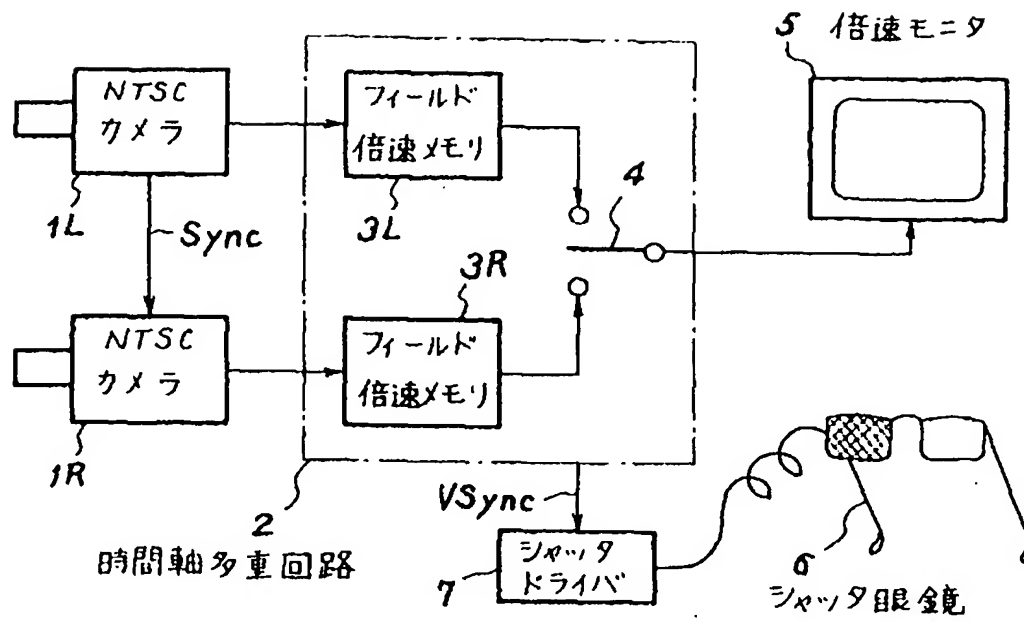 5 倍速モニタ
NTSC
カメラ
フィールド
倍速メモリ
1L
Sync
3L
4
3R
NTSC
カメラ
フィールド
倍速メモリ
1R
2
時間軸多重回路
VSync
シャッタ
ドライバ
7
6
シャッタ眼鏡